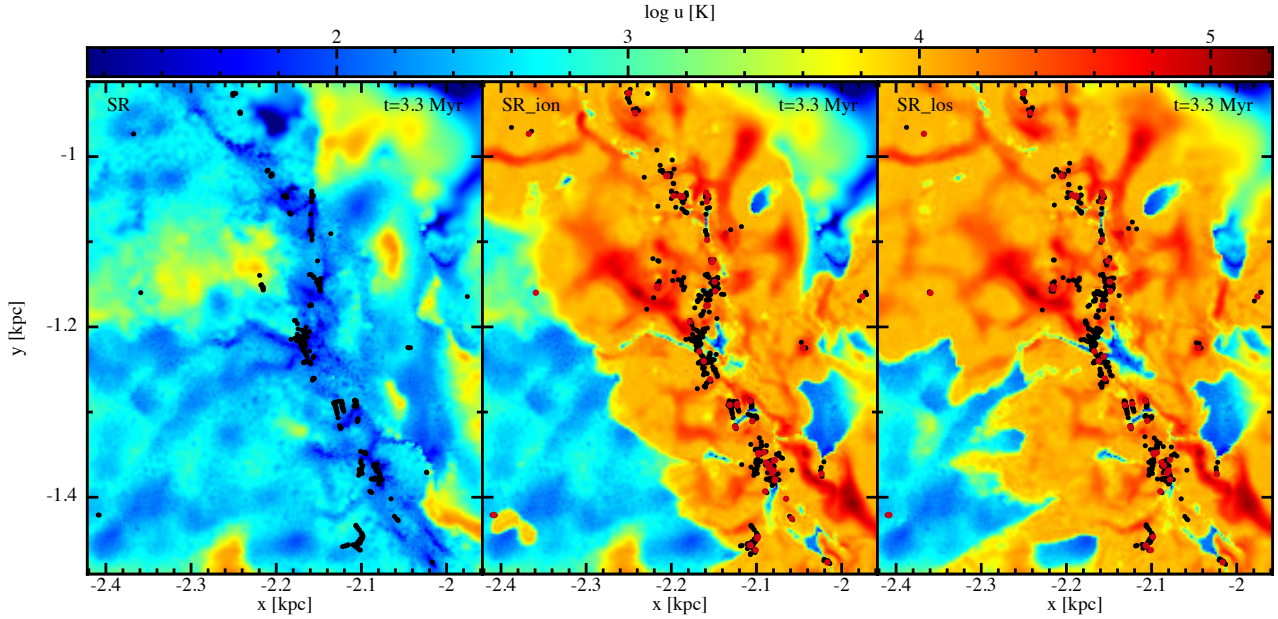 log u [K]
2 3 4 5
SR t=3.3 Myr SR_ion t=3.3 Myr SR_los t=3.3 Myr
-1
-1.2
-1.4
y [kpc]
-2.4 -2.3 -2.2 -2.1 -2 -2.4 -2.3 -2.2 -2.1 -2 -2.4 -2.3 -2.2 -2.1 -2
x [kpc] x [kpc] x [kpc]